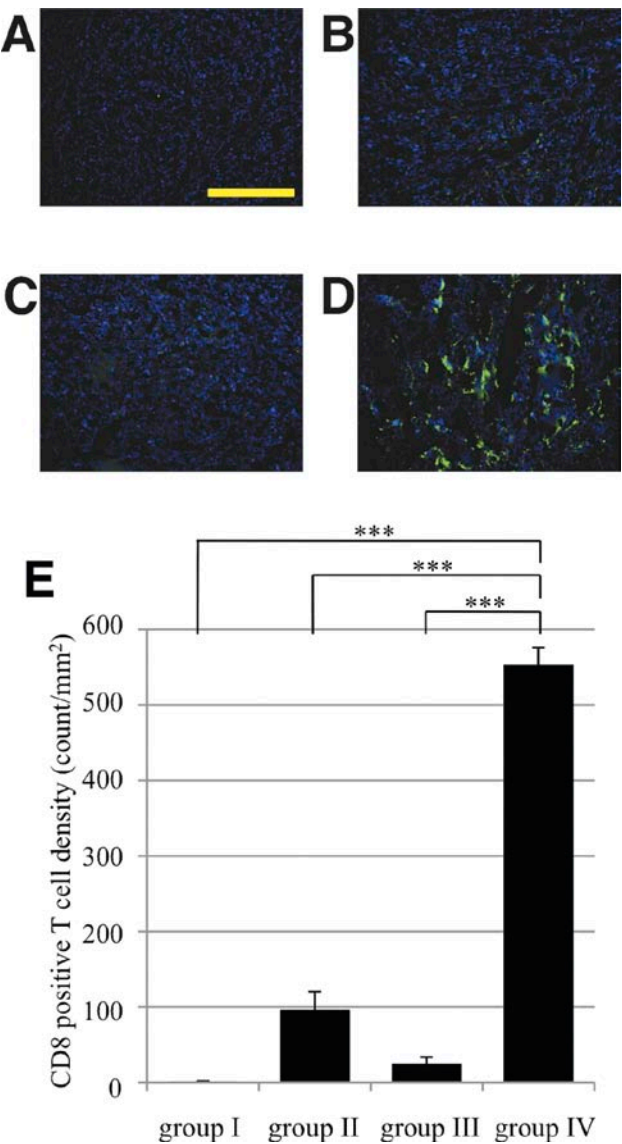 A
B
C
D
***
E
***
***
CD8 positive T cell density (count/mm²)
600
500
400
300
200
100
0
group I group II group III group IV